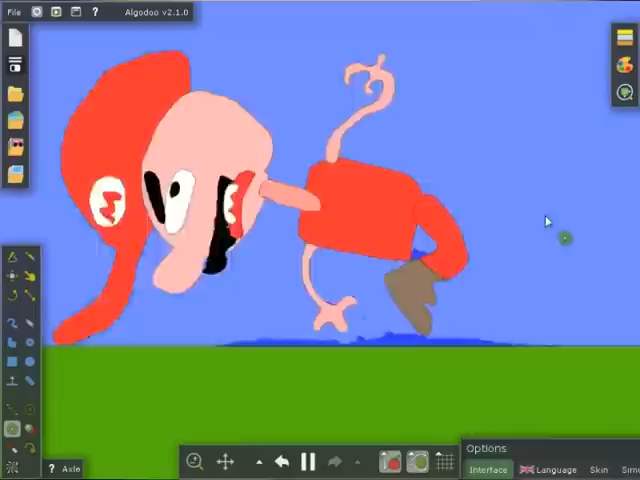 File ? Algodoo v2.1.0
? Axle
Options
Interface Language Skin Simu